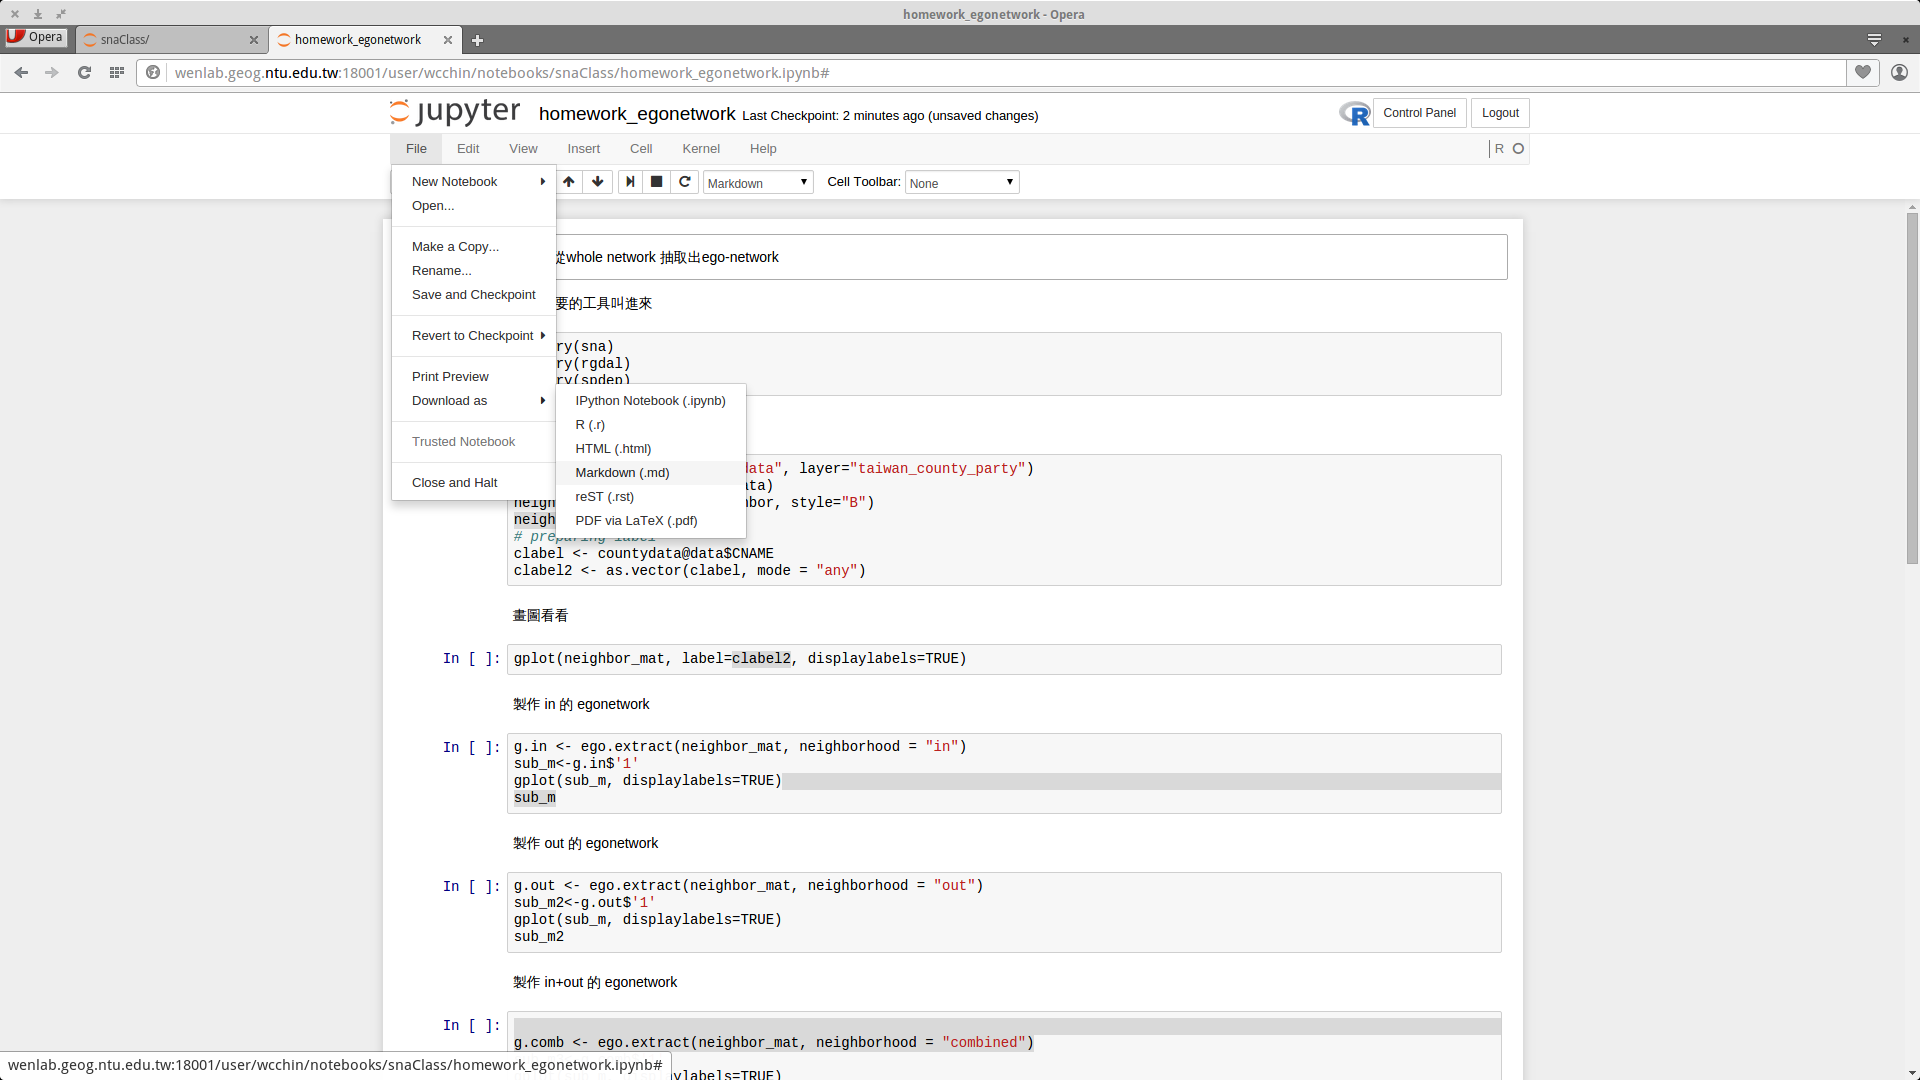 homework_egonetwork - Opera
Opera
snaClass/
homework_egonetwork
wenlab.geog.ntu.edu.tw:18001/user/wcchin/notebooks/snaClass/homework_egonetwork.ipynb#
jupyter homework_egonetwork Last Checkpoint: 2 minutes ago (unsaved changes)
R Control Panel Logout
File Edit View Insert Cell Kernel Help R
Markdown Cell Toolbar: None
New Notebook
Open...
Make a Copy...
Rename...
Save and Checkpoint
Revert to Checkpoint
Print Preview
Download as
Trusted Notebook
Close and Halt
IPython Notebook (.ipynb)
R (.r)
HTML (.html)
Markdown (.md)
reST (.rst)
PDF via LaTeX (.pdf)
從whole network 抽取出ego-network
要的工具叫進來
ry(sna)
ry(rgdal)
ry(spdep)
data", layer="taiwan_county_party")
ata)
neigh bor, style="B")
neigh
# preparing label
clabel <- countydata@data$CNAME
clabel2 <- as.vector(clabel, mode = "any")
畫圖看看
In [ ]: gplot(neighbor_mat, label=clabel2, displaylabels=TRUE)
製作 in 的 egonetwork
In [ ]: g.in <- ego.extract(neighbor_mat, neighborhood = "in")
sub_m<-g.in$'1'
gplot(sub_m, displaylabels=TRUE)
sub_m
製作 out 的 egonetwork
In [ ]: g.out <- ego.extract(neighbor_mat, neighborhood = "out")
sub_m2<-g.out$'1'
gplot(sub_m, displaylabels=TRUE)
sub_m2
製作 in+out 的 egonetwork
In [ ]:
g.comb <- ego.extract(neighbor_mat, neighborhood = "combined")
ylabels=TRUE)
wenlab.geog.ntu.edu.tw:18001/user/wcchin/notebooks/snaClass/homework_egonetwork.ipynb#